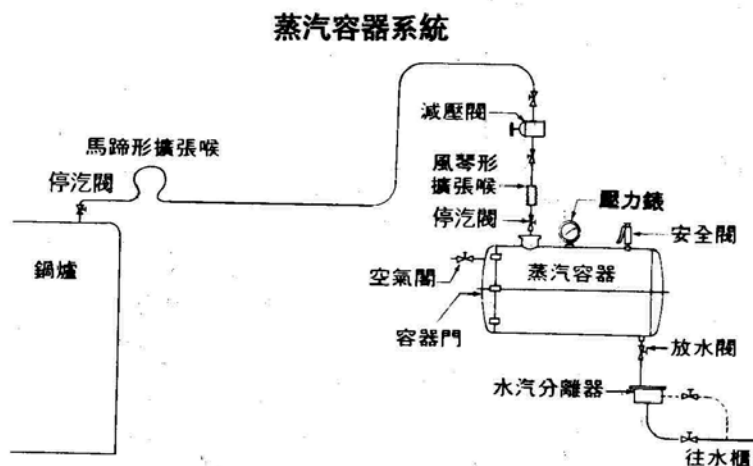 蒸汽容器系統
減壓閥
馬蹄形擴張喉
風琴形
擴張喉
停汽閥
壓力錶
停汽閥
安全閥
鍋爐
空氣閣
蒸汽容器
容器門
放水閥
水汽分離器
往水櫃